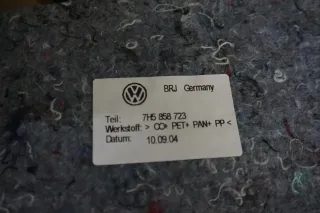 BRJ Germany
Teil: 7H5 858 723
Werkstoff: > CO+ PET+ PAN+ PP <
Datum: 10.09.04